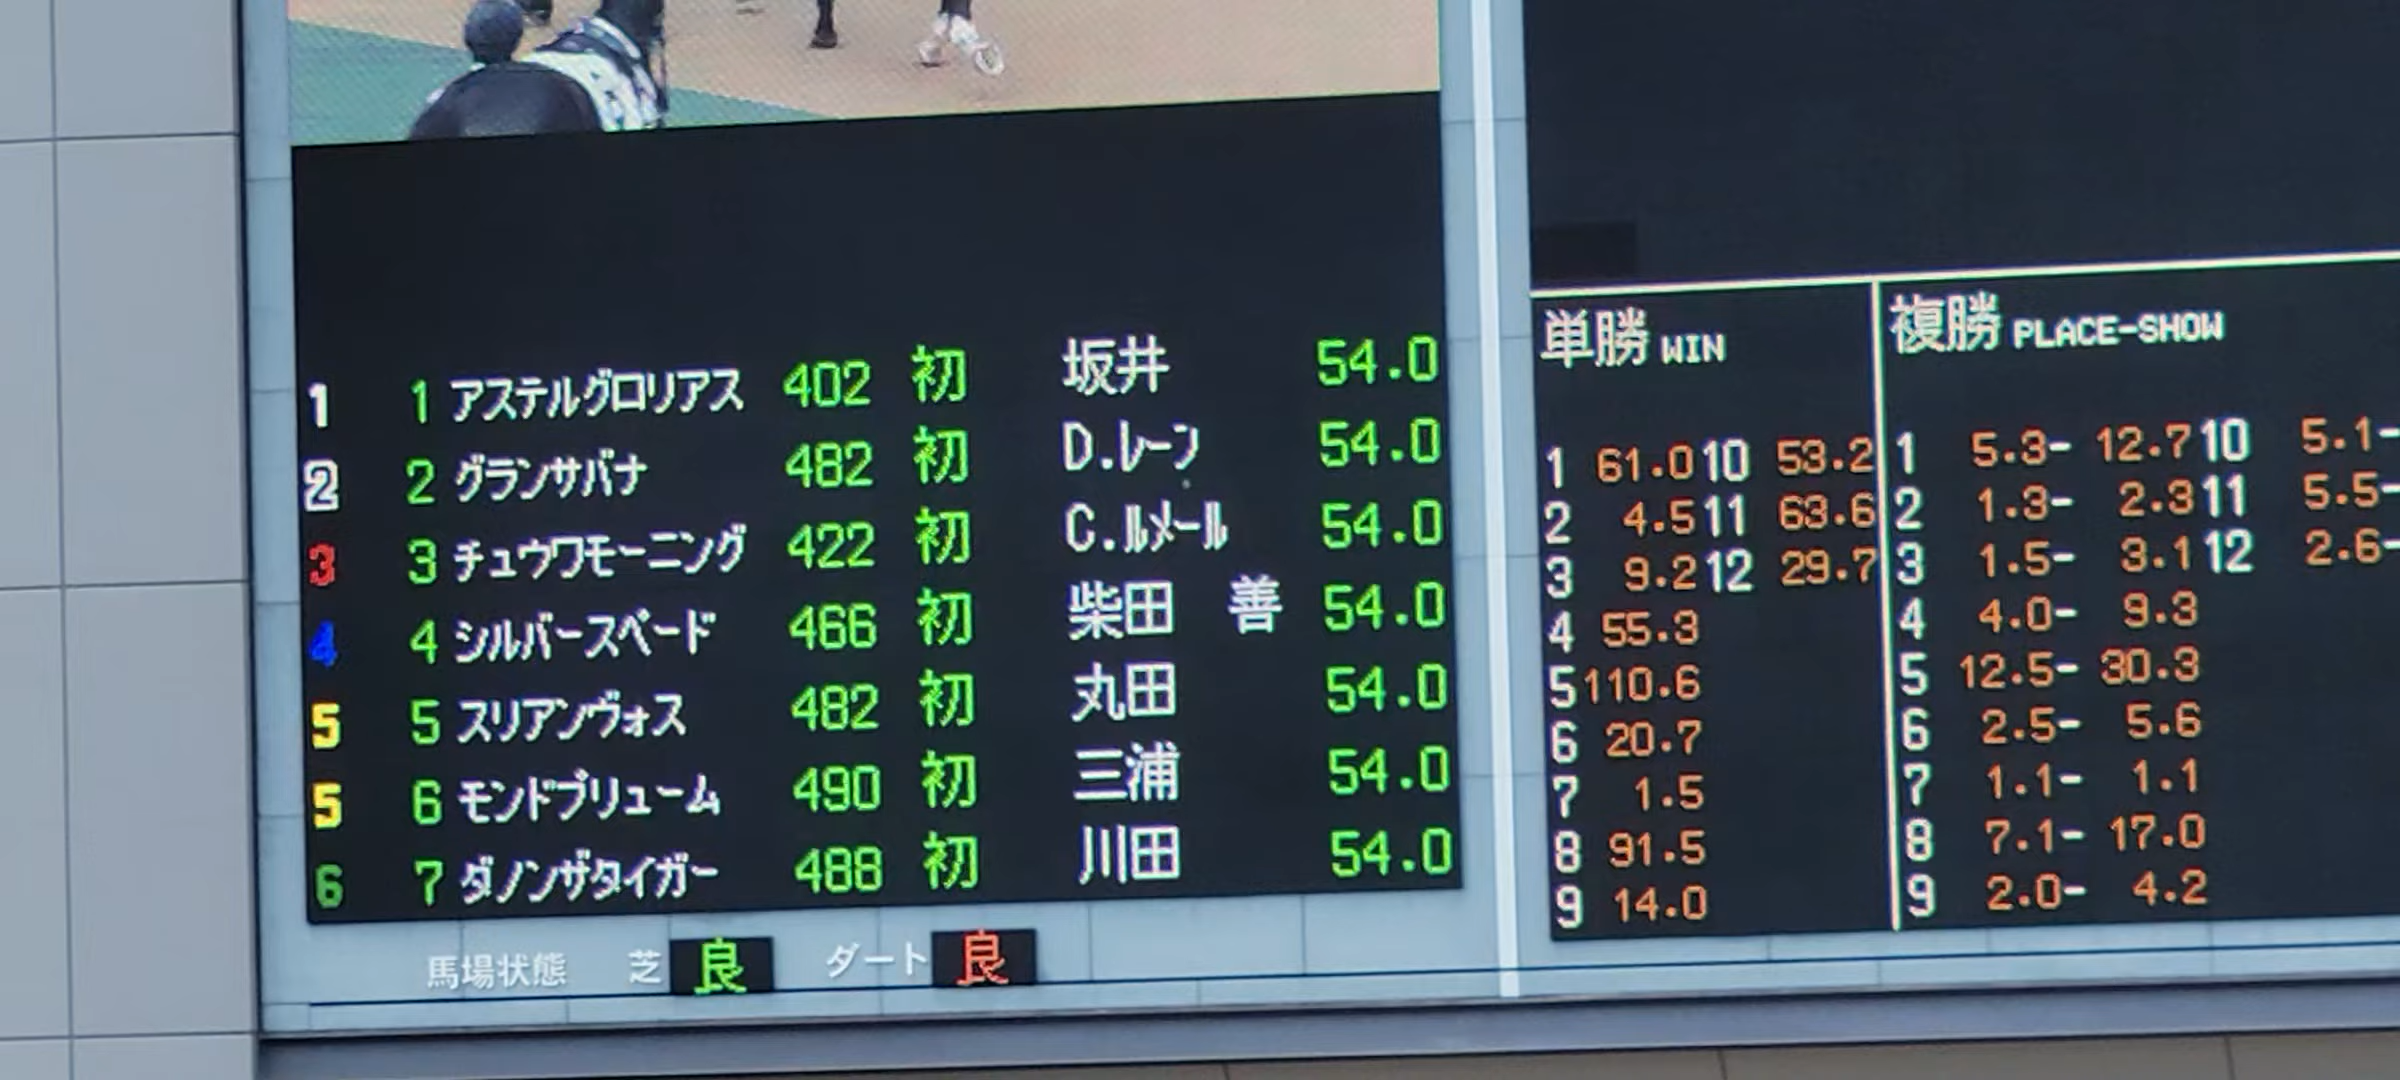 1 1 アステルグロリアス 402 初 坂井 54.0
2 2 グランサバナ 482 初 D.レーン 54.0
3 3 チュウワモーニング 422 初 C.ルメール 54.0
4 4 シルバースペード 466 初 柴田 善 54.0
5 5 スリアンヴォス 482 初 丸田 54.0
5 6 モンドブリューム 490 初 三浦 54.0
6 7 ダノンザタイガー 488 初 川田 54.0
馬場状態 芝 良 ダート 良
単勝 WIN
1 61.0 10 53.2
2 4.5 11 63.6
3 9.2 12 29.7
4 55.3
5 110.6
6 20.7
7 1.5
8 91.5
9 14.0
複勝 PLACE-SHOW
1 5.3- 12.7 10 5.1-
2 1.3- 2.3 11 5.5-
3 1.5- 3.1 12 2.6-
4 4.0- 9.3
5 12.5- 30.3
6 2.5- 5.6
7 1.1- 1.1
8 7.1- 17.0
9 2.0- 4.2